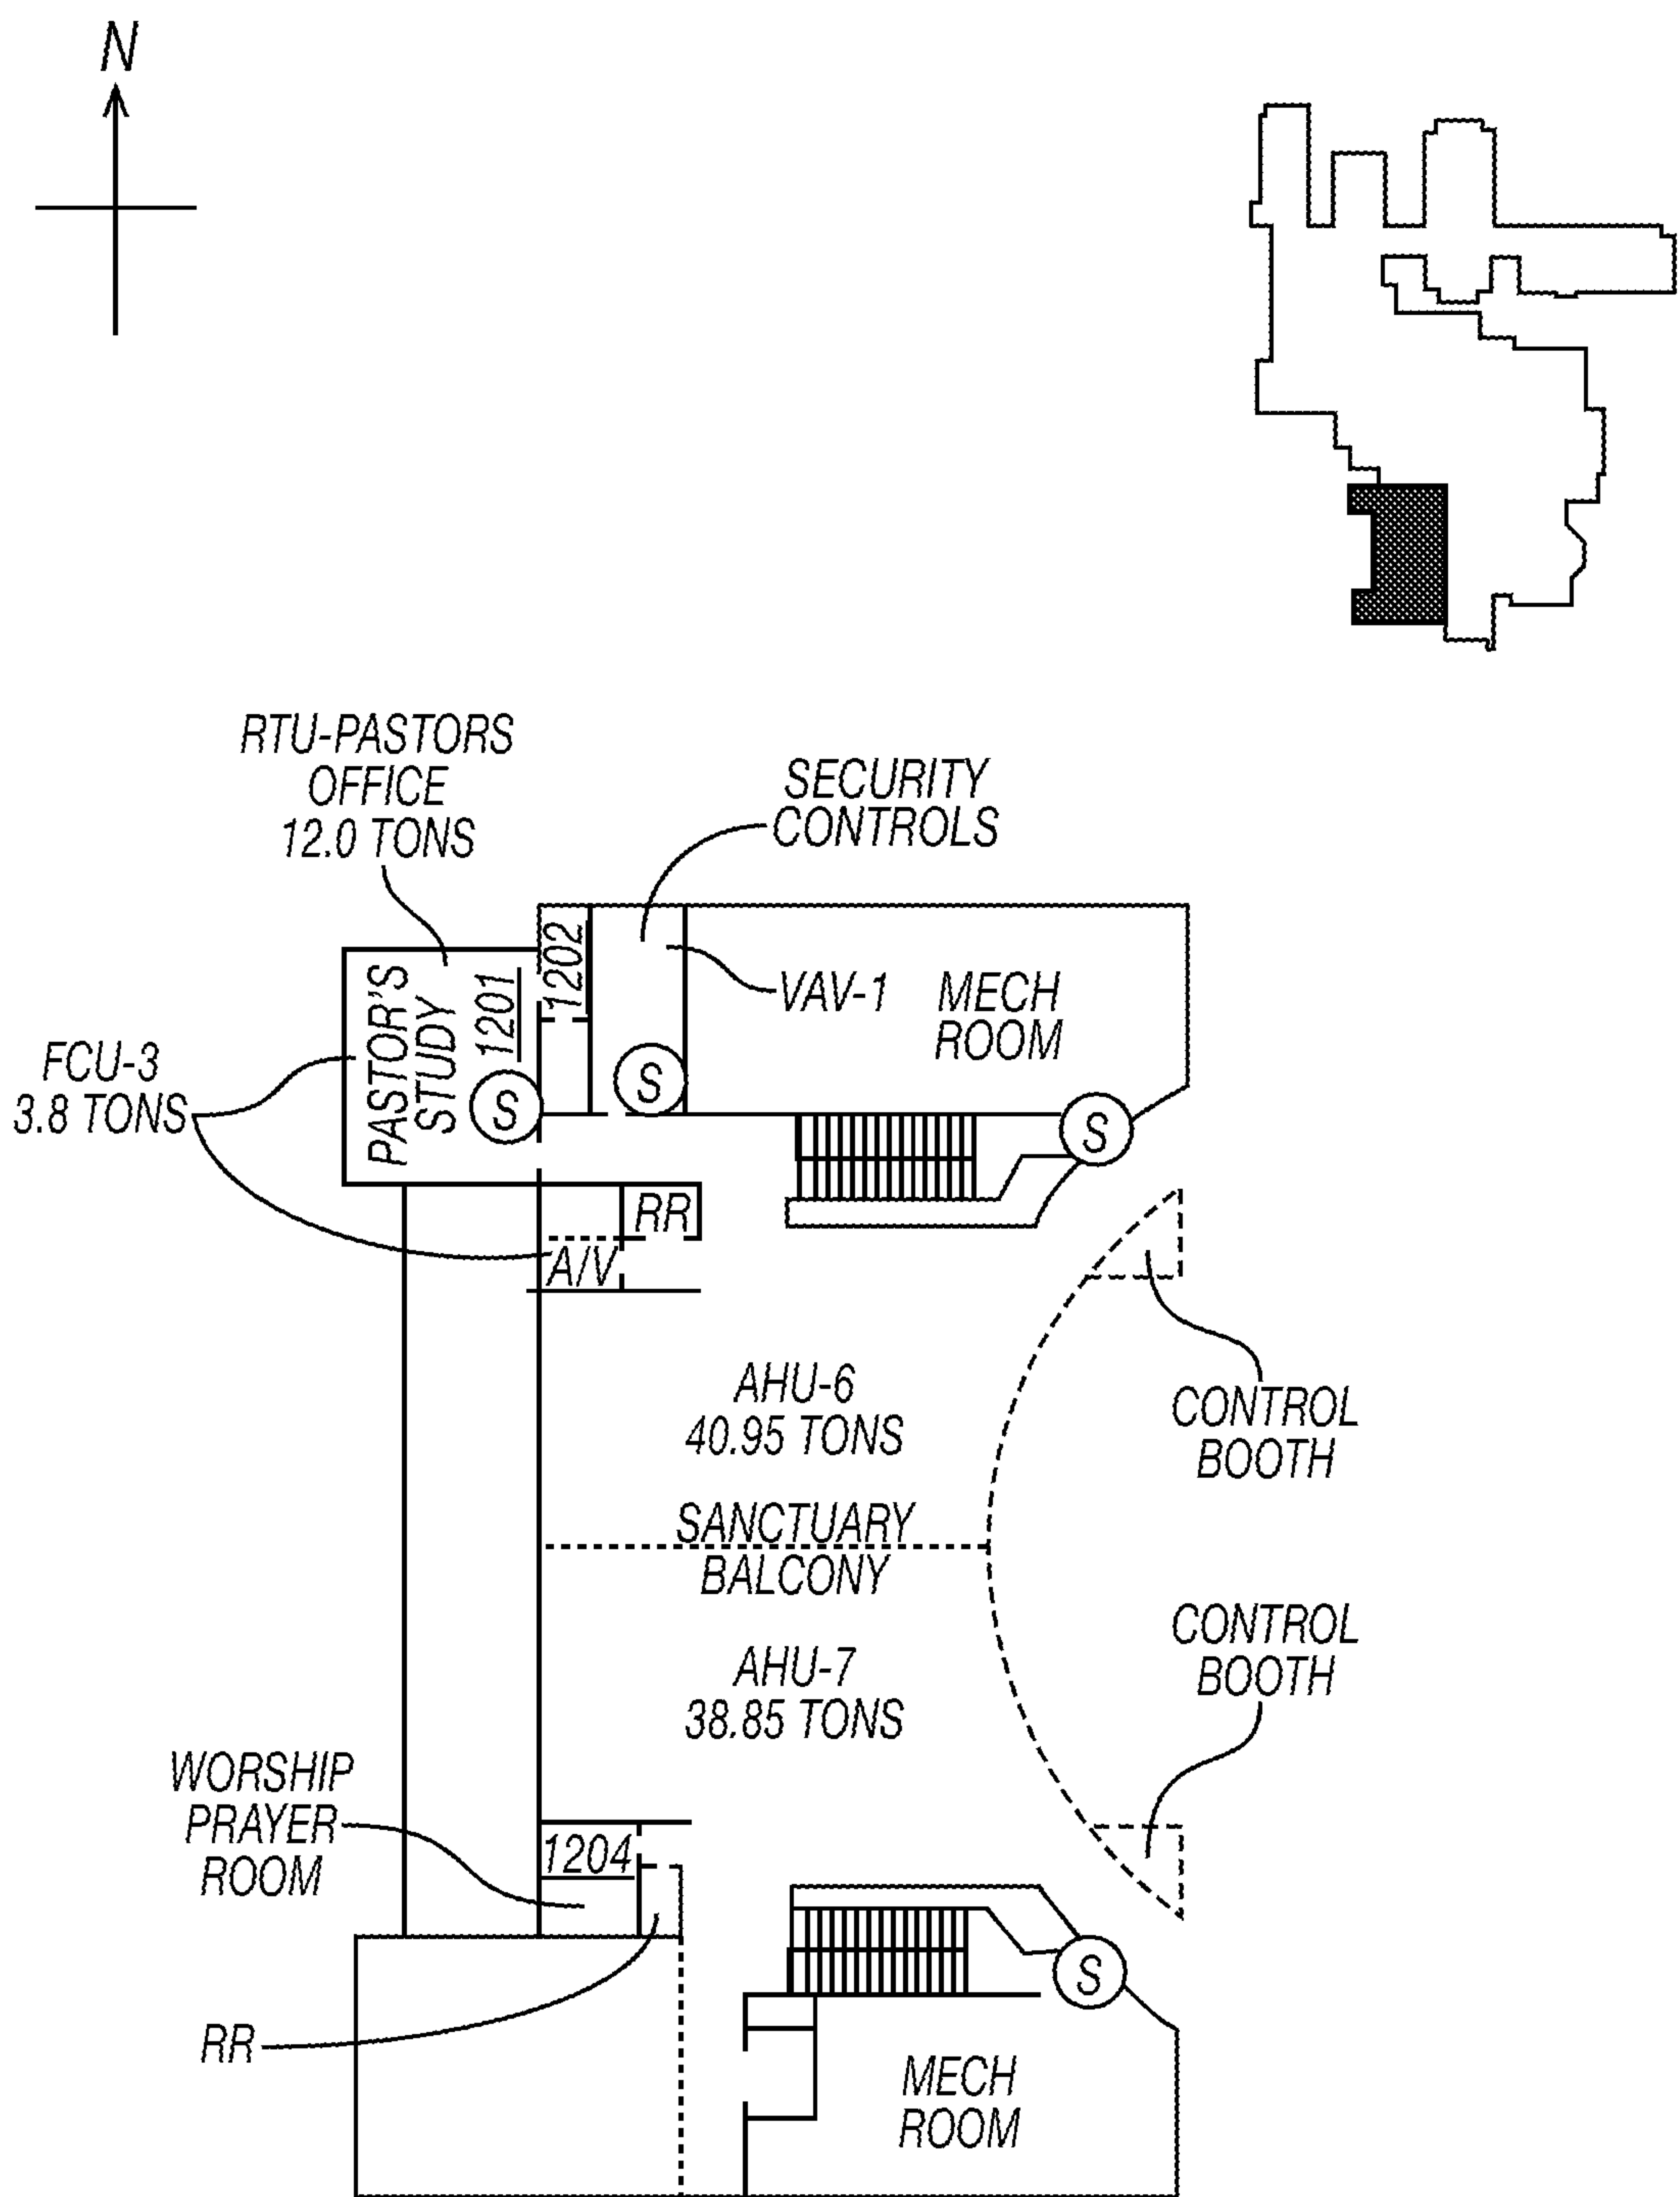 N
RTU-PASTORS
OFFICE
12.0 TONS
SECURITY
CONTROLS
1202
PASTOR'S
STUDY
1201
VAV-1
MECH
ROOM
FCU-3
3.8 TONS
S
S
S
RR
A/V
AHU-6
40.95 TONS
CONTROL
BOOTH
SANCTUARY
BALCONY
CONTROL
BOOTH
AHU-7
38.85 TONS
WORSHIP
PRAYER
ROOM
1204
S
RR
MECH
ROOM